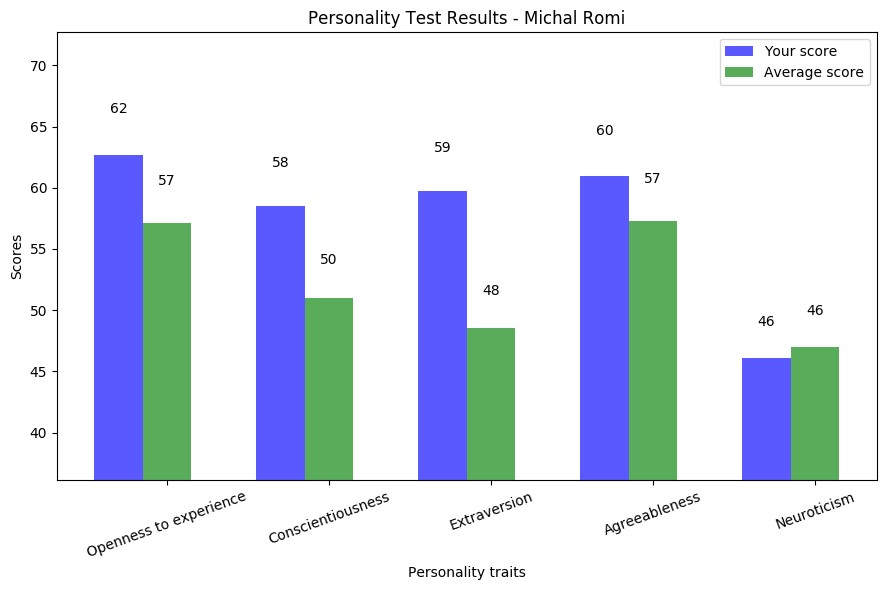 Personality Test Results - Michal Romi
Your score
Average score
70
65
60
55
50
45
40
Scores
62
57
58
50
59
48
60
57
46
46
Openness to experience
Conscientiousness
Extraversion
Agreeableness
Neuroticism
Personality traits